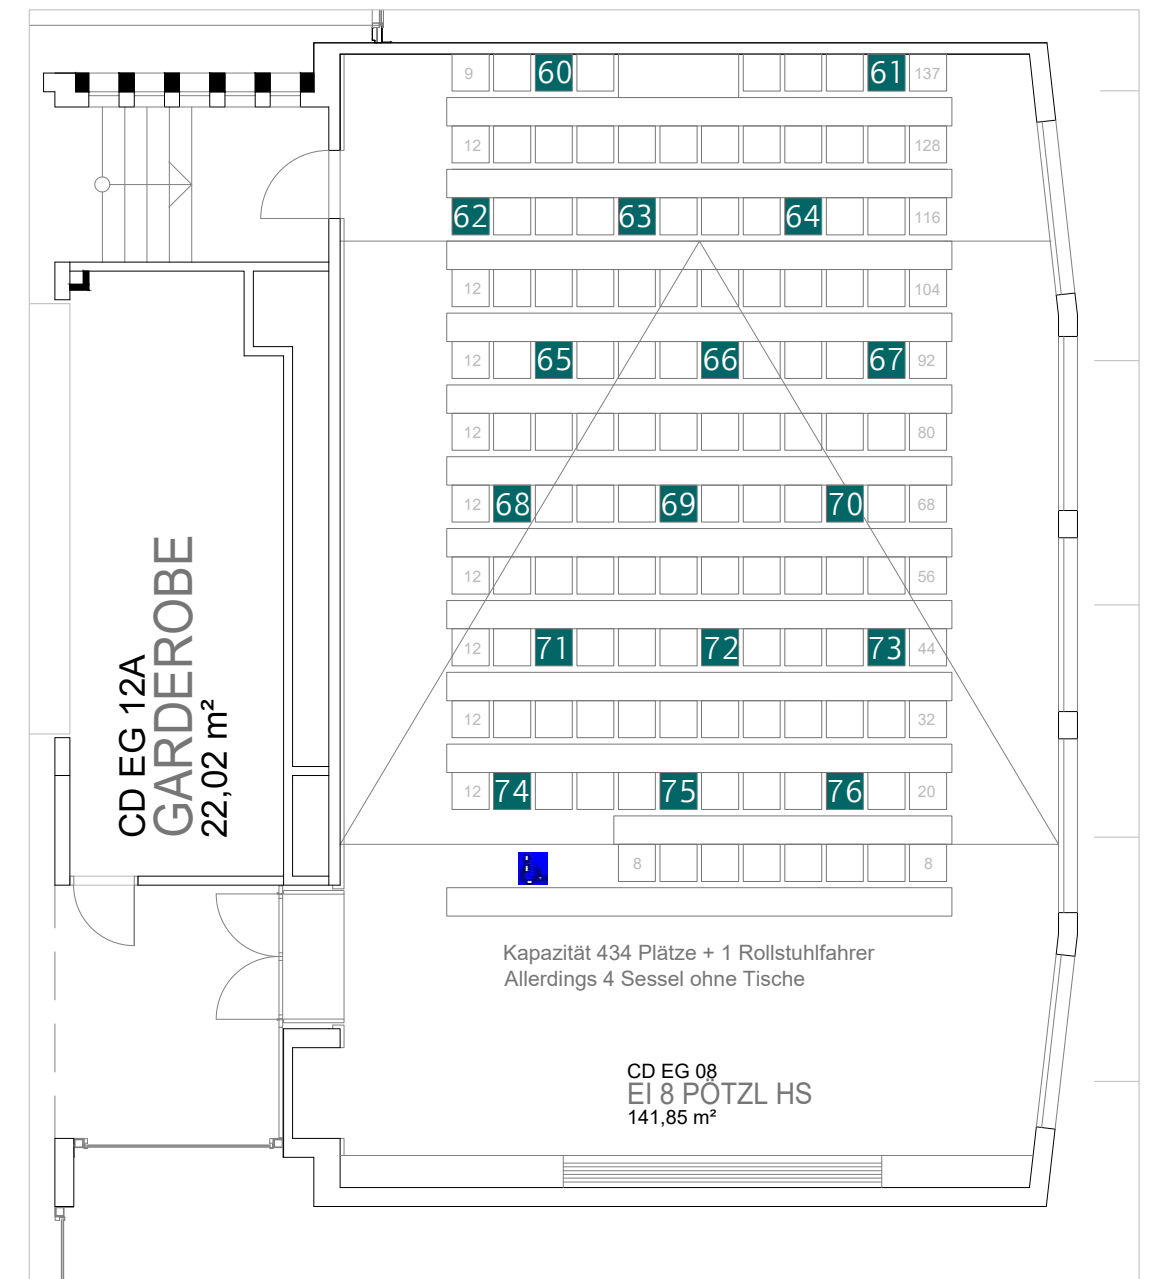 9 60 61 137
12 128
62 63 64 116
12 104
12 65 66 67 92
12 80
12 68 69 70 68
12 56
12 71 72 73 44
12 32
12 74 75 76 20
8 8
CD EG 12A
GARDEROBE
22,02 m²
Kapazität 434 Plätze + 1 Rollstuhlfahrer
Allerdings 4 Sessel ohne Tische
CD EG 08
EI 8 PÖTZL HS
141,85 m²